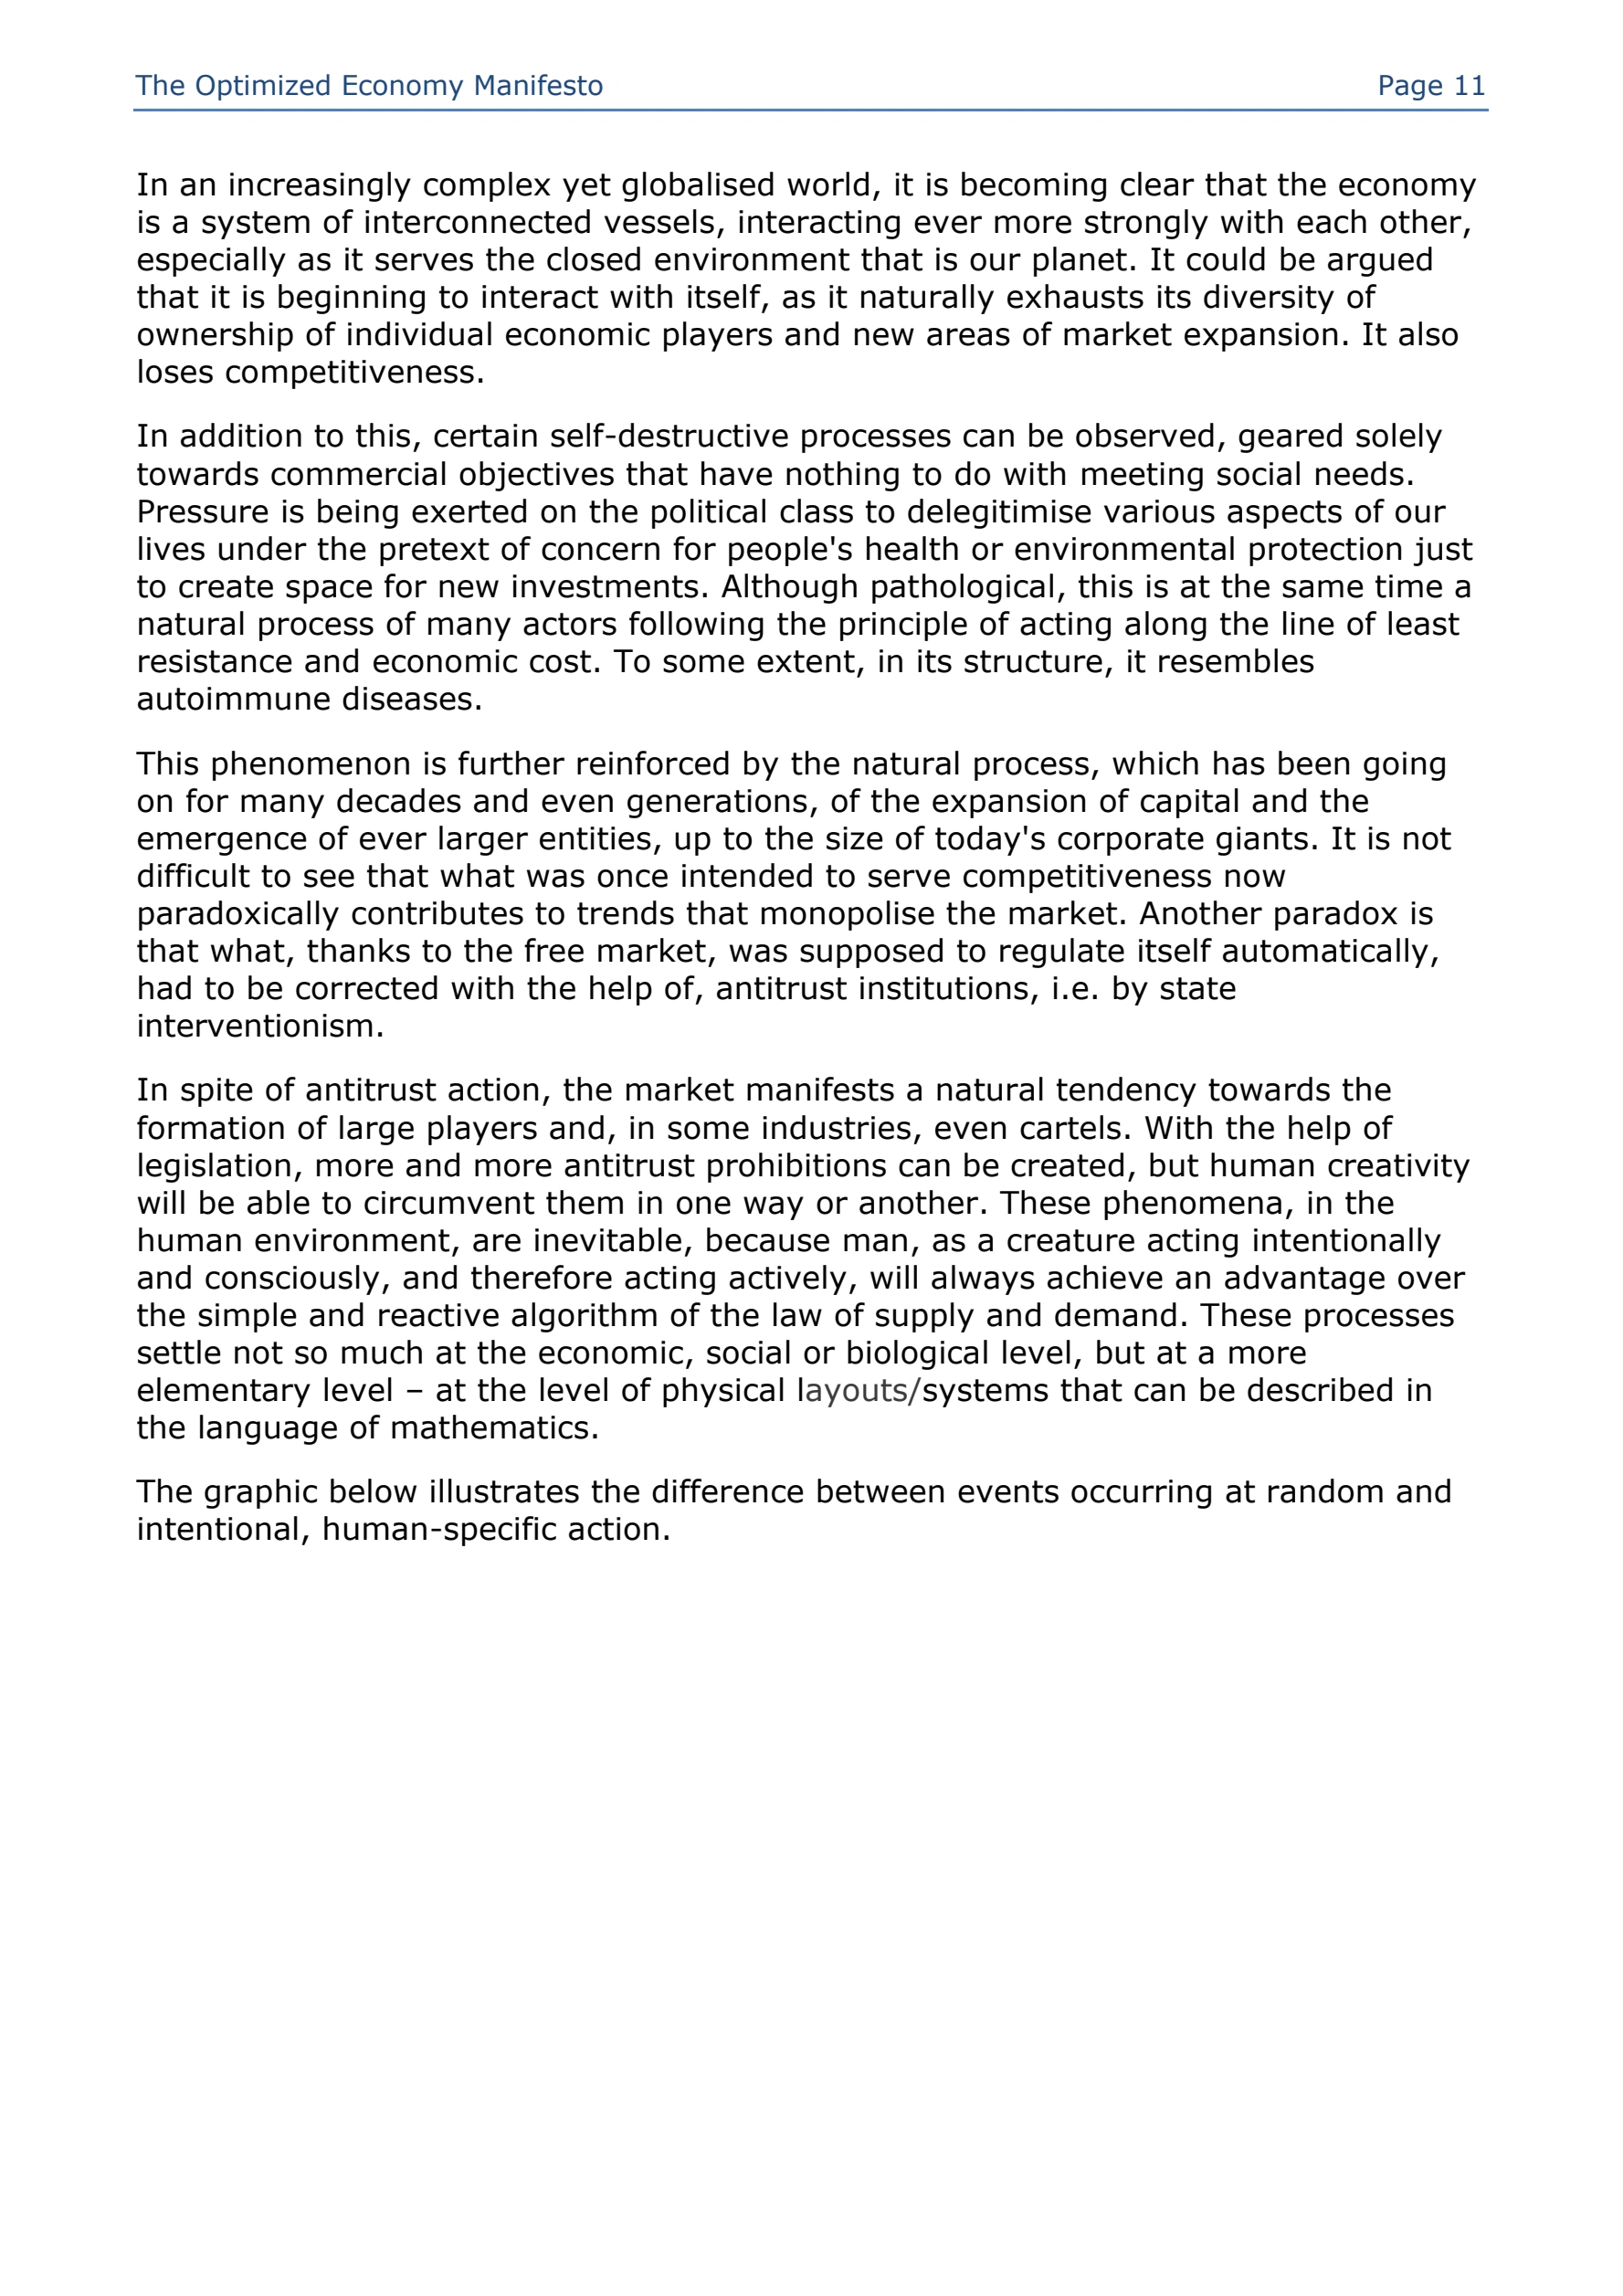 The Optimized Economy Manifesto Page 11
In an increasingly complex yet globalised world, it is becoming clear that the economy
is a system of interconnected vessels, interacting ever more strongly with each other,
especially as it serves the closed environment that is our planet. It could be argued
that it is beginning to interact with itself, as it naturally exhausts its diversity of
ownership of individual economic players and new areas of market expansion. It also
loses competitiveness.
In addition to this, certain self-destructive processes can be observed, geared solely
towards commercial objectives that have nothing to do with meeting social needs.
Pressure is being exerted on the political class to delegitimise various aspects of our
lives under the pretext of concern for people's health or environmental protection just
to create space for new investments. Although pathological, this is at the same time a
natural process of many actors following the principle of acting along the line of least
resistance and economic cost. To some extent, in its structure, it resembles
autoimmune diseases.
This phenomenon is further reinforced by the natural process, which has been going
on for many decades and even generations, of the expansion of capital and the
emergence of ever larger entities, up to the size of today's corporate giants. It is not
difficult to see that what was once intended to serve competitiveness now
paradoxically contributes to trends that monopolise the market. Another paradox is
that what, thanks to the free market, was supposed to regulate itself automatically,
had to be corrected with the help of, antitrust institutions, i.e. by state
interventionism.
In spite of antitrust action, the market manifests a natural tendency towards the
formation of large players and, in some industries, even cartels. With the help of
legislation, more and more antitrust prohibitions can be created, but human creativity
will be able to circumvent them in one way or another. These phenomena, in the
human environment, are inevitable, because man, as a creature acting intentionally
and consciously, and therefore acting actively, will always achieve an advantage over
the simple and reactive algorithm of the law of supply and demand. These processes
settle not so much at the economic, social or biological level, but at a more
elementary level – at the level of physical layouts/systems that can be described in
the language of mathematics.
The graphic below illustrates the difference between events occurring at random and
intentional, human-specific action.